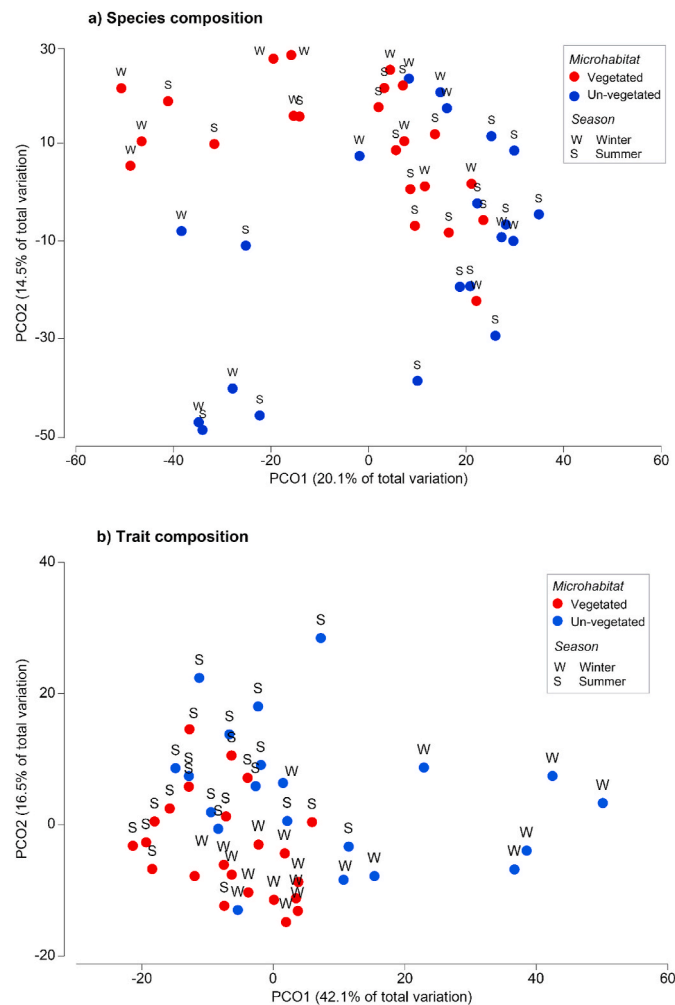 a) Species composition
30
10
-10
-30
-50
PCO2 (14.5% of total variation)
-60
-40
-20
0
20
40
60
PCO1 (20.1% of total variation)
Microhabitat
Vegetated
Un-vegetated
Season
W Winter
S Summer
W W W
W S W S
W S S W
W S S W
W S S S
W S W W
W S W
S S W
W S S
W S S
S S W W
S S W
S
W S
W S
S
b) Trait composition
40
20
0
-20
PCO2 (16.5% of total variation)
-20
0
20
40
PCO1 (42.1% of total variation)
Microhabitat
Vegetated
Un-vegetated
Season
W Winter
S Summer
S
S S
S S
S W
S S S W W
S S S W
S S S S
S S S S
W W W S W
S W W W
W W W W
S W W W
W